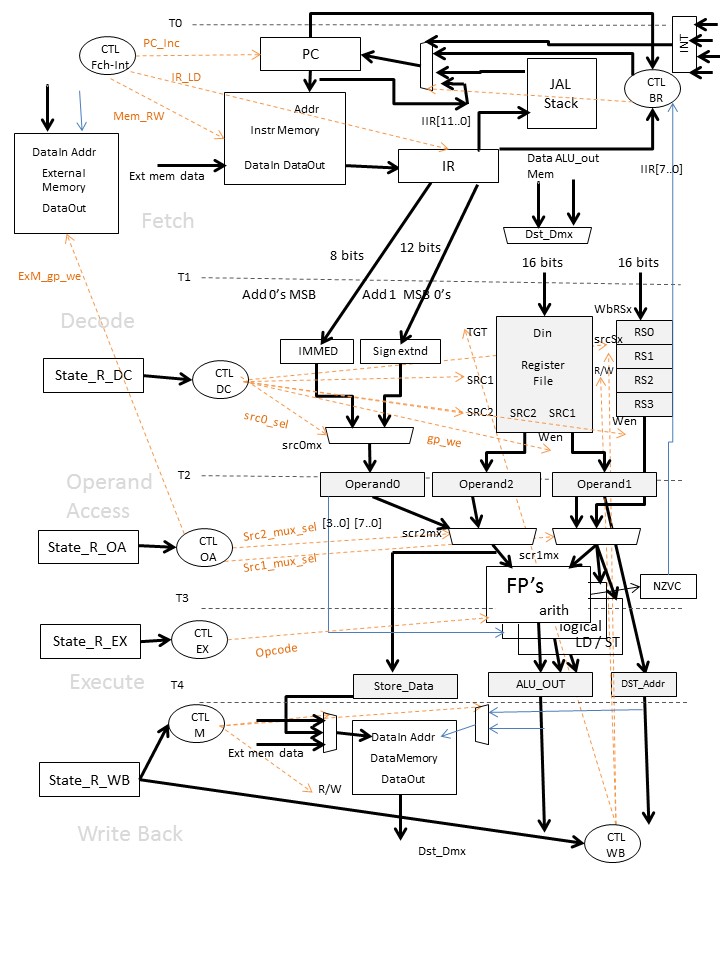 T0
CTL
Fch-Int
PC_Inc
PC
INT
IR_LD
JAL
Stack
CTL
BR
Mem_RW
Addr
Instr Memory
DataIn DataOut
IIR[11..0]
DataIn Addr
External
Memory
DataOut
Ext mem data
IR
Data ALU_out
Mem
IIR[7..0]
Fetch
Dst_Dmx
8 bits
12 bits
16 bits
16 bits
ExM_gp_we
T1
Add 0's MSB
Add 1 MSB 0's
WbRSx
Decode
TGT
Din
srcSx
RS0
IMMED
Sign extnd
Register
File
RS1
State_R_DC
CTL
DC
SRC1
R/W
RS2
RS3
src0_sel
SRC2
SRC2 SRC1
Wen
src0mx
gp_we
Wen
T2
Operand
Access
Operand0
Operand2
Operand1
[3..0] [7..0]
Src2_mux_sel
scr2mx
State_R_OA
CTL
OA
Src1_mux_sel
scr1mx
FP's
NZVC
T3
arith
logical
LD / ST
State_R_EX
CTL
EX
Opcode
Execute
T4
Store_Data
ALU_OUT
DST_Addr
CTL
M
DataIn Addr
DataMemory
DataOut
Ext mem data
State_R_WB
R/W
Write Back
CTL
WB
Dst_Dmx